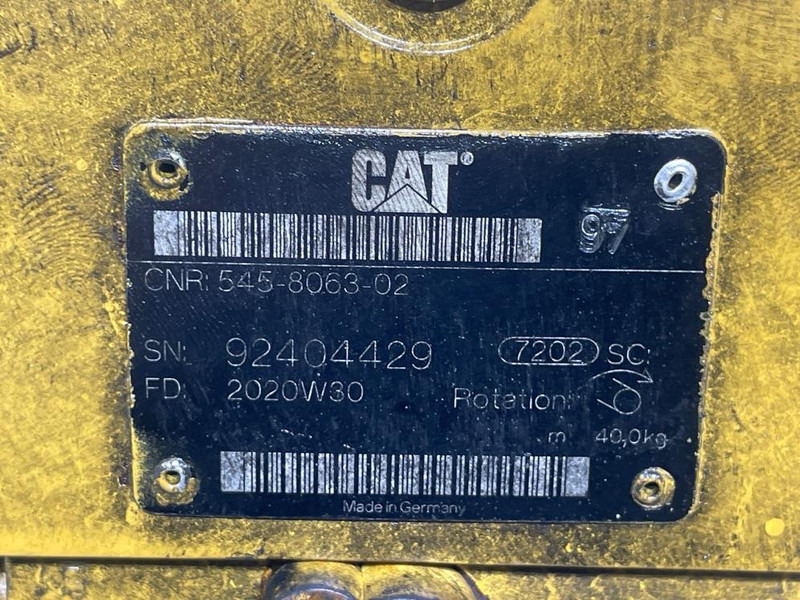 CAT®
97
CNR: 545-8063-02
SN: 92404429 7202 SC:
FD: 2020W30 Rotation:
m 40,0kg
Made in Germany